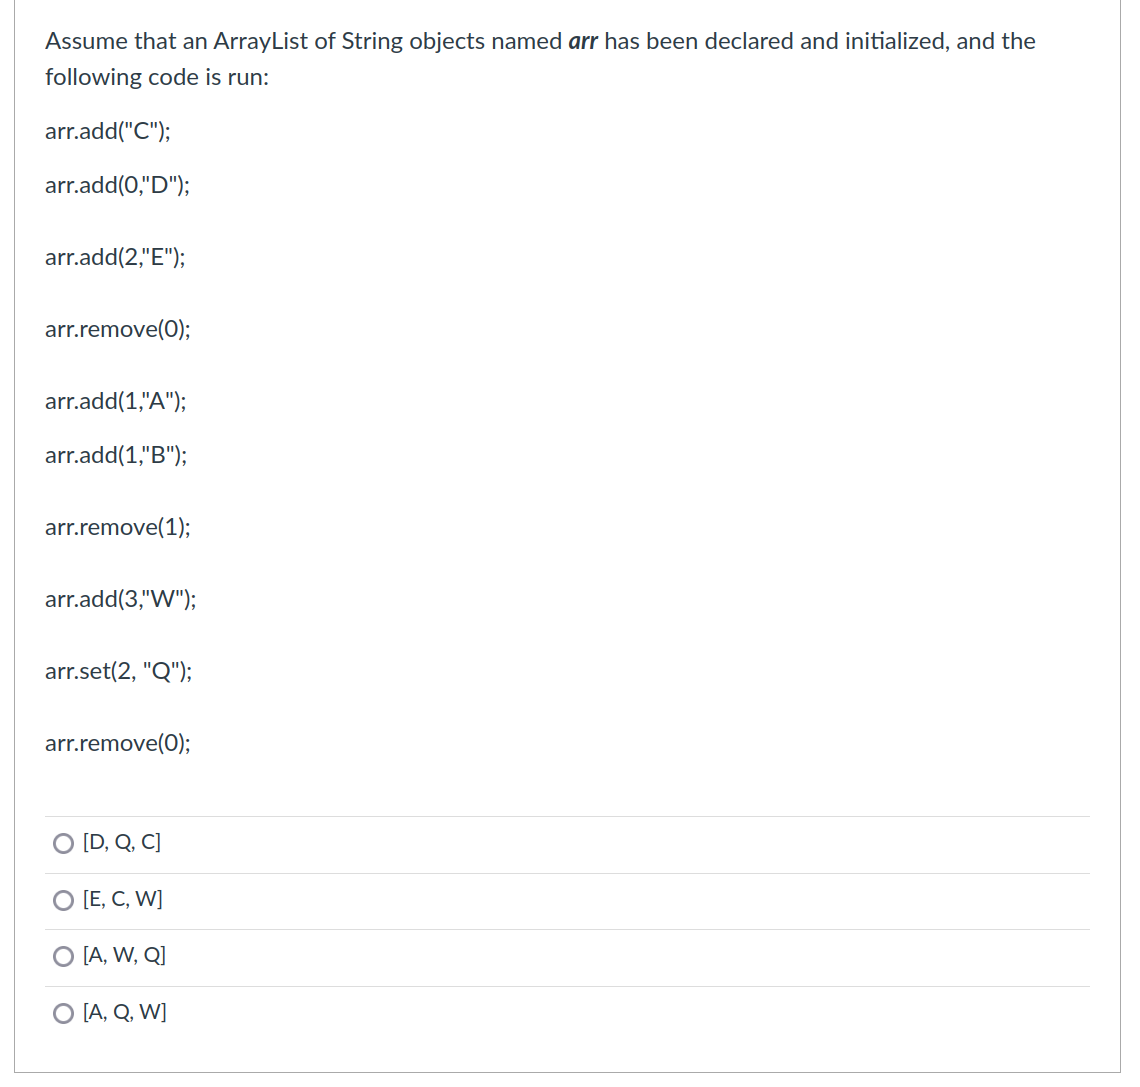 Assume that an ArrayList of String objects named arr has been declared and initialized, and the
following code is run:
arr.add("C");
arr.add(0,"D");
arr.add(2,"E");
arr.remove(0);
arr.add(1,"A");
arr.add(1,"B");
arr.remove(1);
arr.add(3,"W");
arr.set(2, "Q");
arr.remove(0);
[D, Q, C]
[E, C, W]
[A, W, Q]
[A, Q, W]